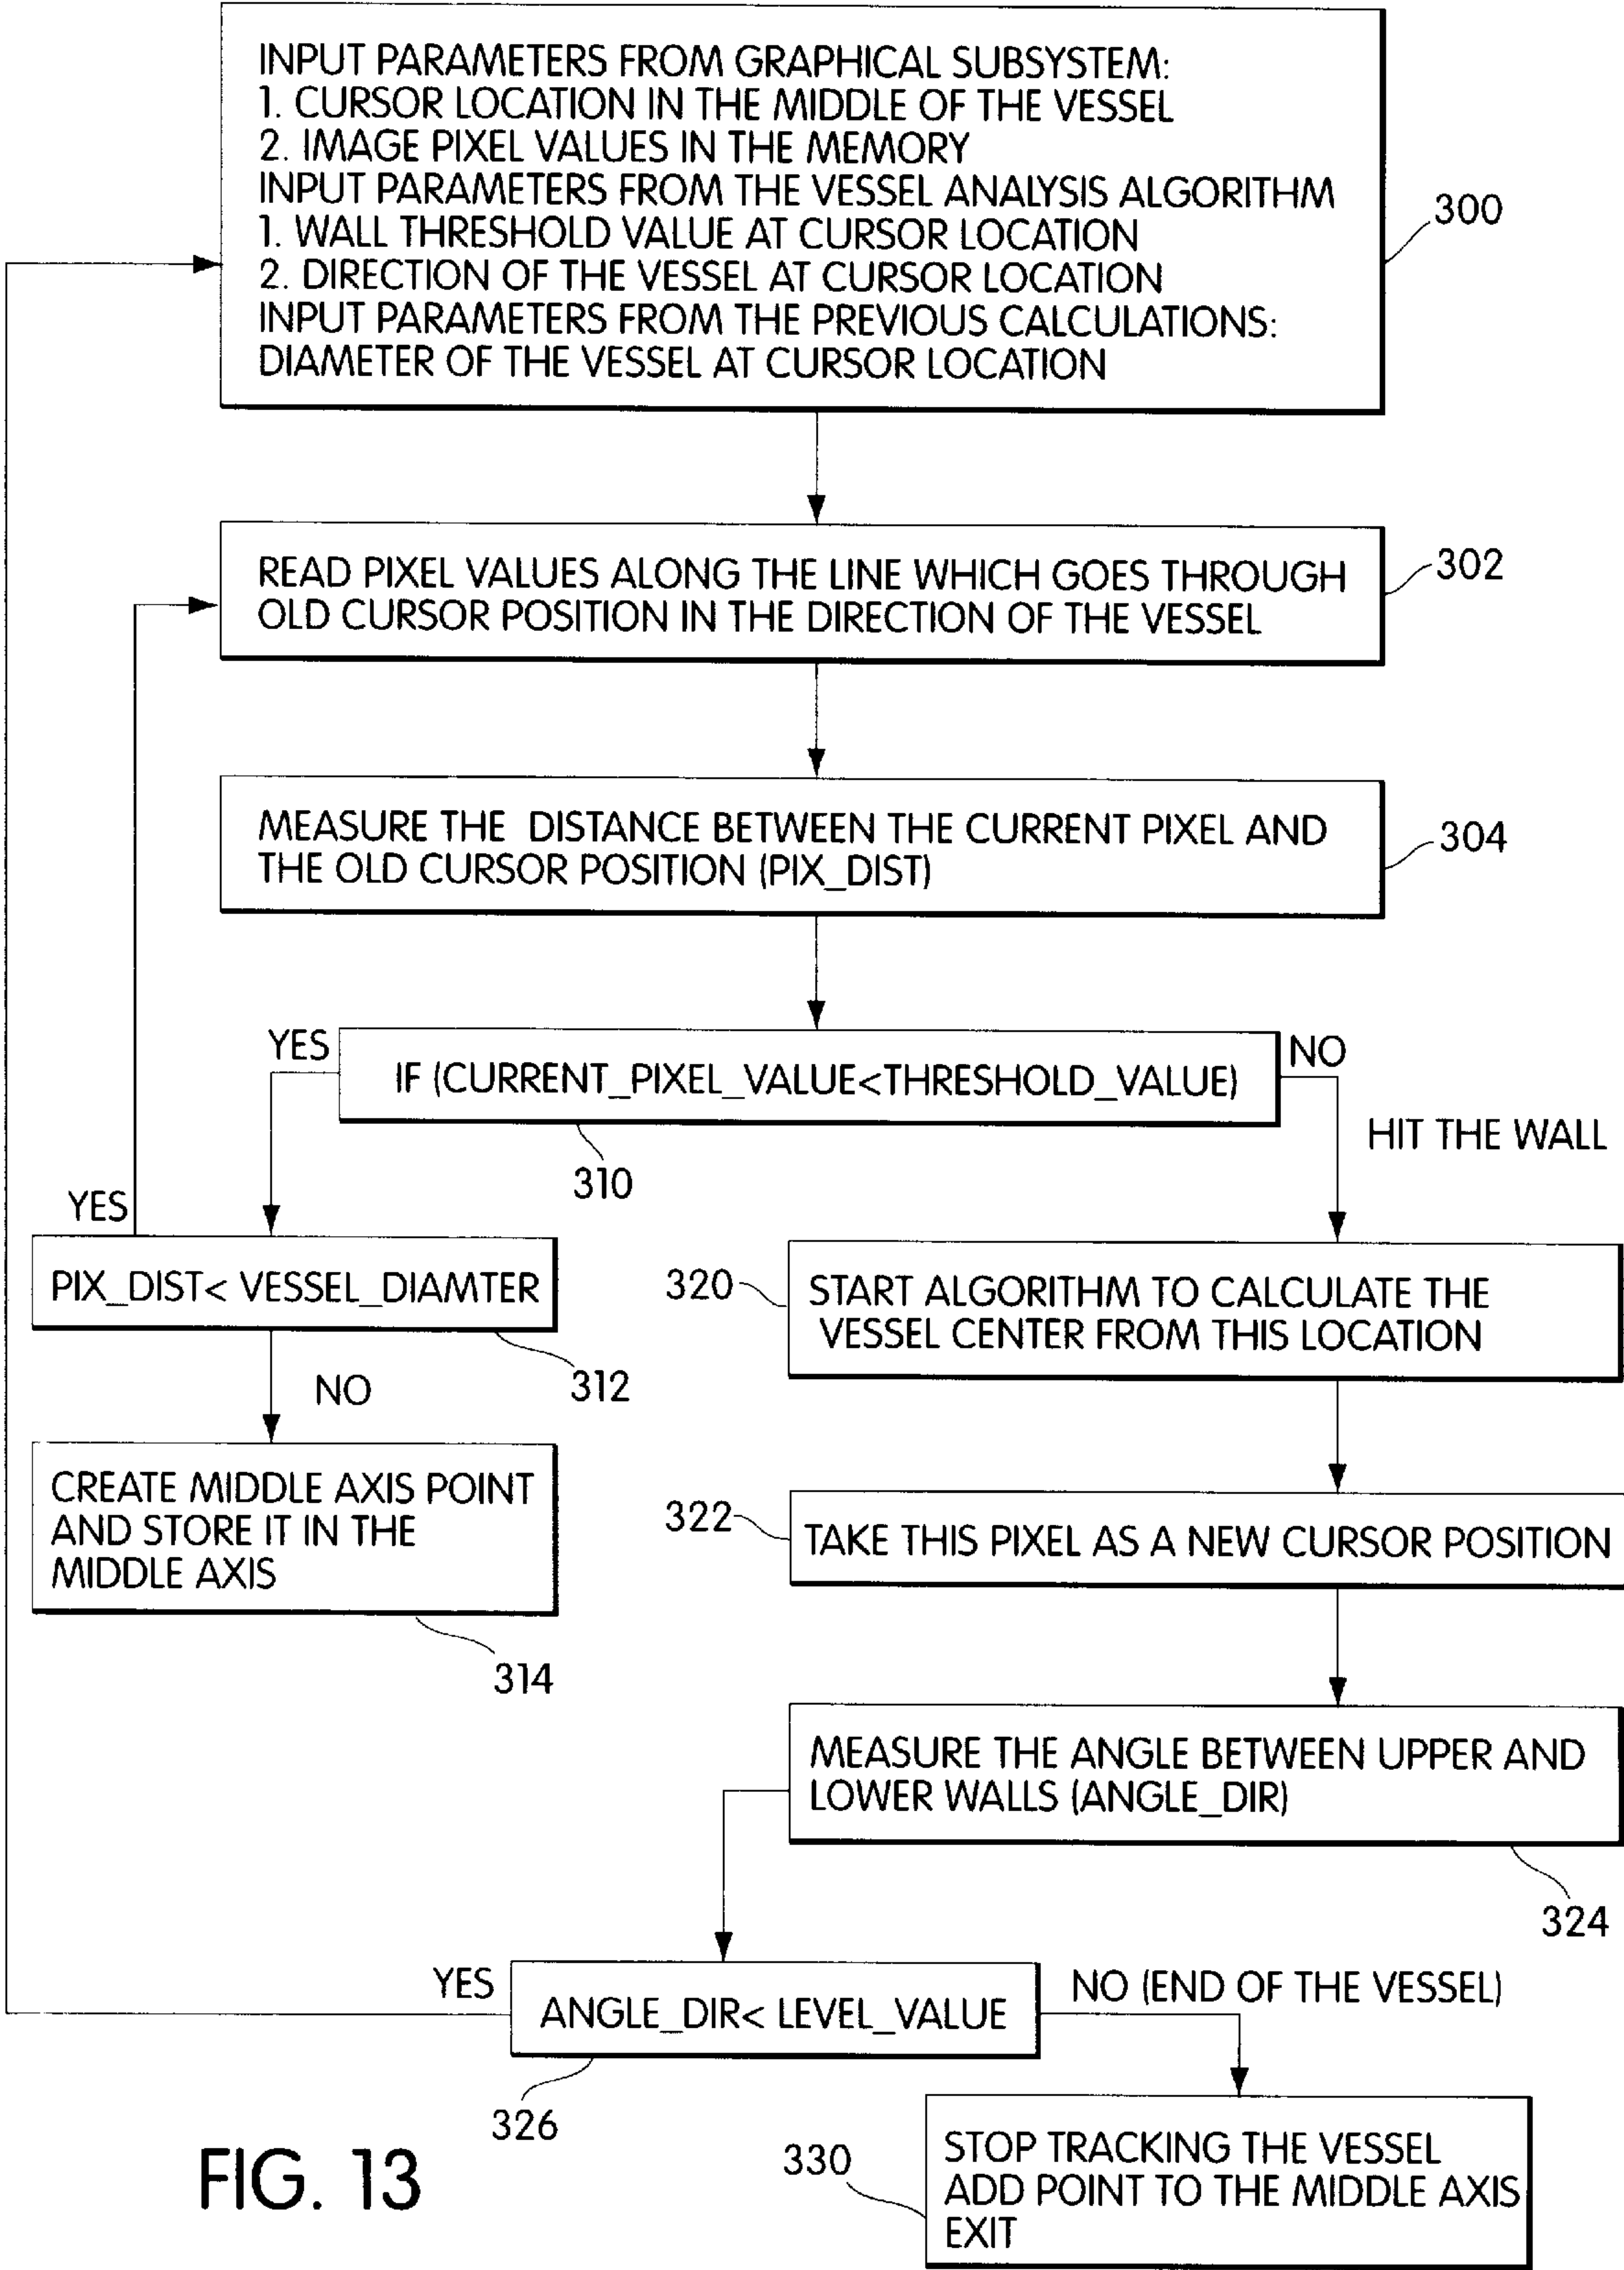 INPUT PARAMETERS FROM GRAPHICAL SUBSYSTEM:
1. CURSOR LOCATION IN THE MIDDLE OF THE VESSEL
2. IMAGE PIXEL VALUES IN THE MEMORY
INPUT PARAMETERS FROM THE VESSEL ANALYSIS ALGORITHM
1. WALL THRESHOLD VALUE AT CURSOR LOCATION
2. DIRECTION OF THE VESSEL AT CURSOR LOCATION
INPUT PARAMETERS FROM THE PREVIOUS CALCULATIONS:
DIAMETER OF THE VESSEL AT CURSOR LOCATION
300
READ PIXEL VALUES ALONG THE LINE WHICH GOES THROUGH
OLD CURSOR POSITION IN THE DIRECTION OF THE VESSEL
302
MEASURE THE DISTANCE BETWEEN THE CURRENT PIXEL AND
THE OLD CURSOR POSITION (PIX_DIST)
304
YES
IF (CURRENT_PIXEL_VALUE<THRESHOLD_VALUE)
NO
HIT THE WALL
310
YES
PIX_DIST< VESSEL_DIAMTER
312
NO
CREATE MIDDLE AXIS POINT
AND STORE IT IN THE
MIDDLE AXIS
314
320
START ALGORITHM TO CALCULATE THE
VESSEL CENTER FROM THIS LOCATION
322
TAKE THIS PIXEL AS A NEW CURSOR POSITION
MEASURE THE ANGLE BETWEEN UPPER AND
LOWER WALLS (ANGLE_DIR)
324
YES
ANGLE_DIR< LEVEL_VALUE
NO (END OF THE VESSEL)
326
330
STOP TRACKING THE VESSEL
ADD POINT TO THE MIDDLE AXIS
EXIT
FIG. 13